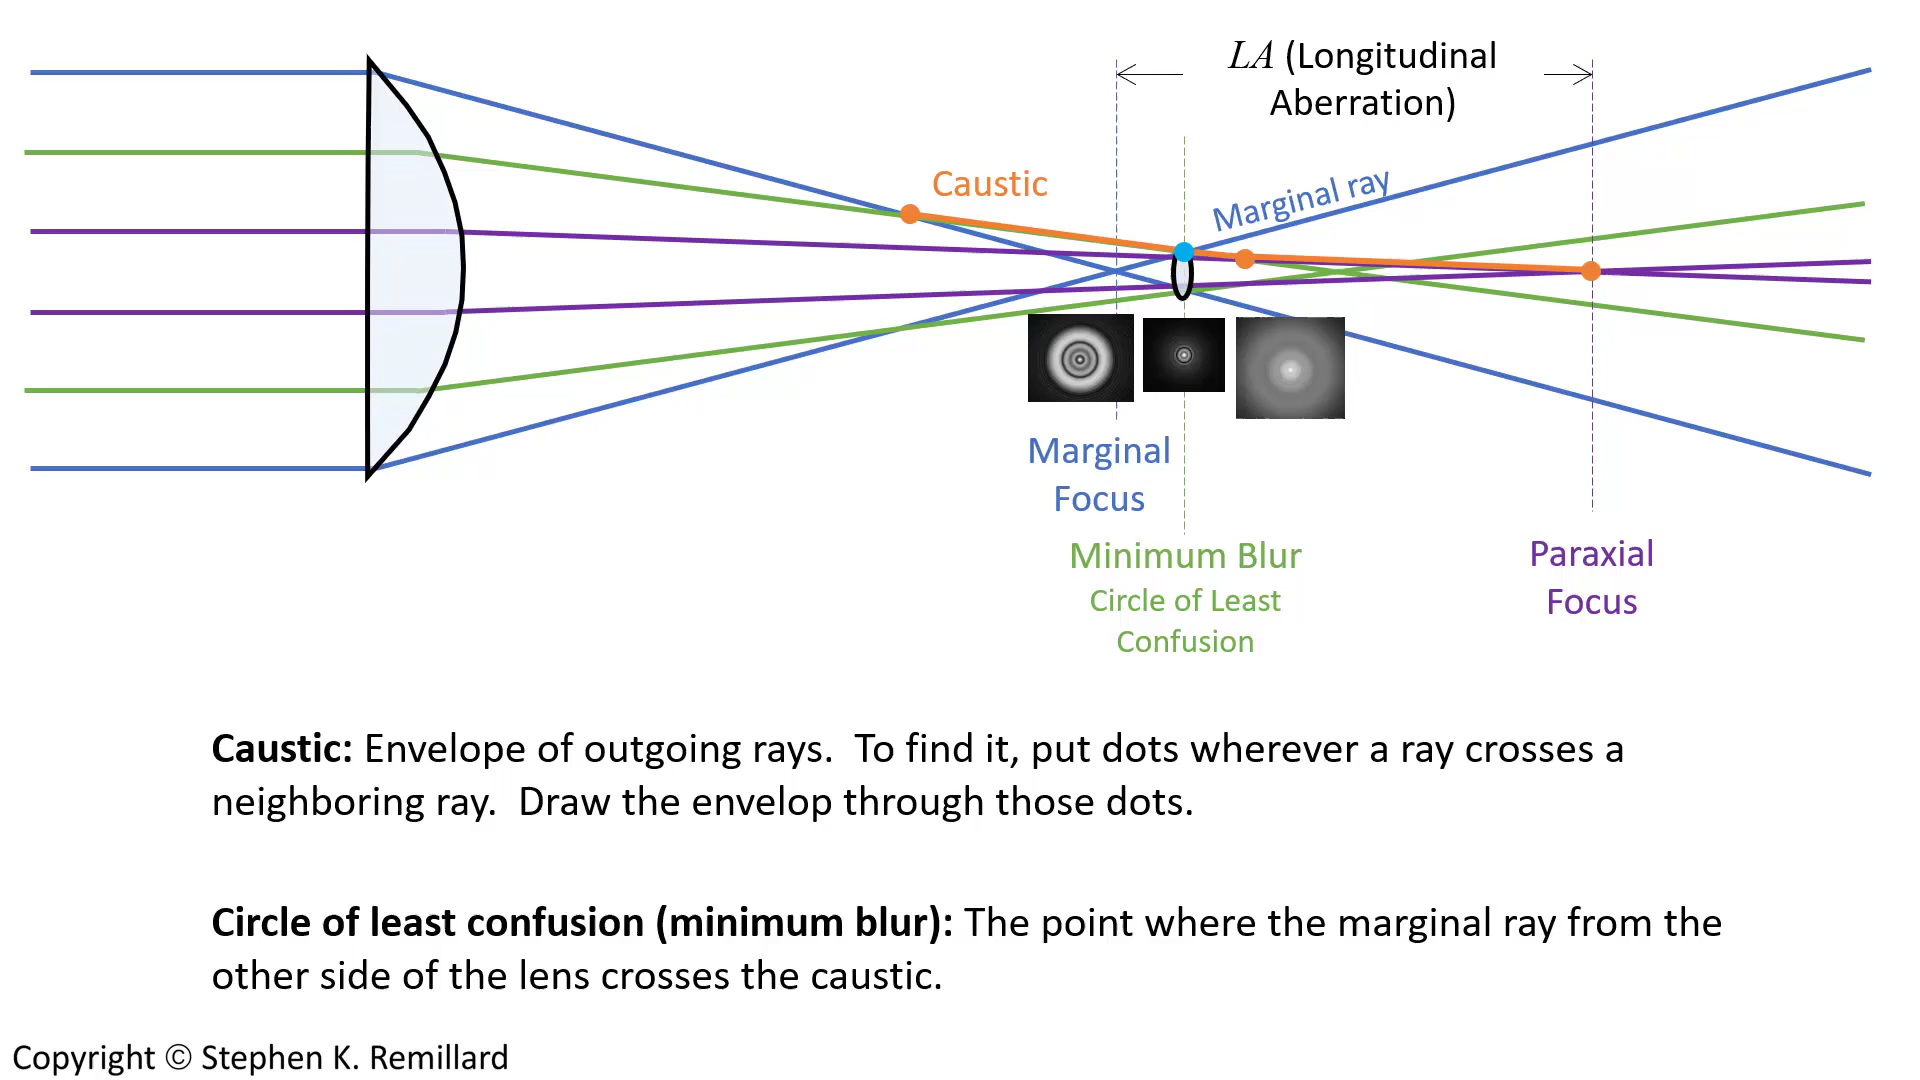 LA (Longitudinal
Aberration)
Caustic
Marginal ray
Marginal
Focus
Minimum Blur
Circle of Least
Confusion
Paraxial
Focus
Caustic: Envelope of outgoing rays.  To find it, put dots wherever a ray crosses a
neighboring ray.  Draw the envelop through those dots.
Circle of least confusion (minimum blur): The point where the marginal ray from the
other side of the lens crosses the caustic.
Copyright © Stephen K. Remillard